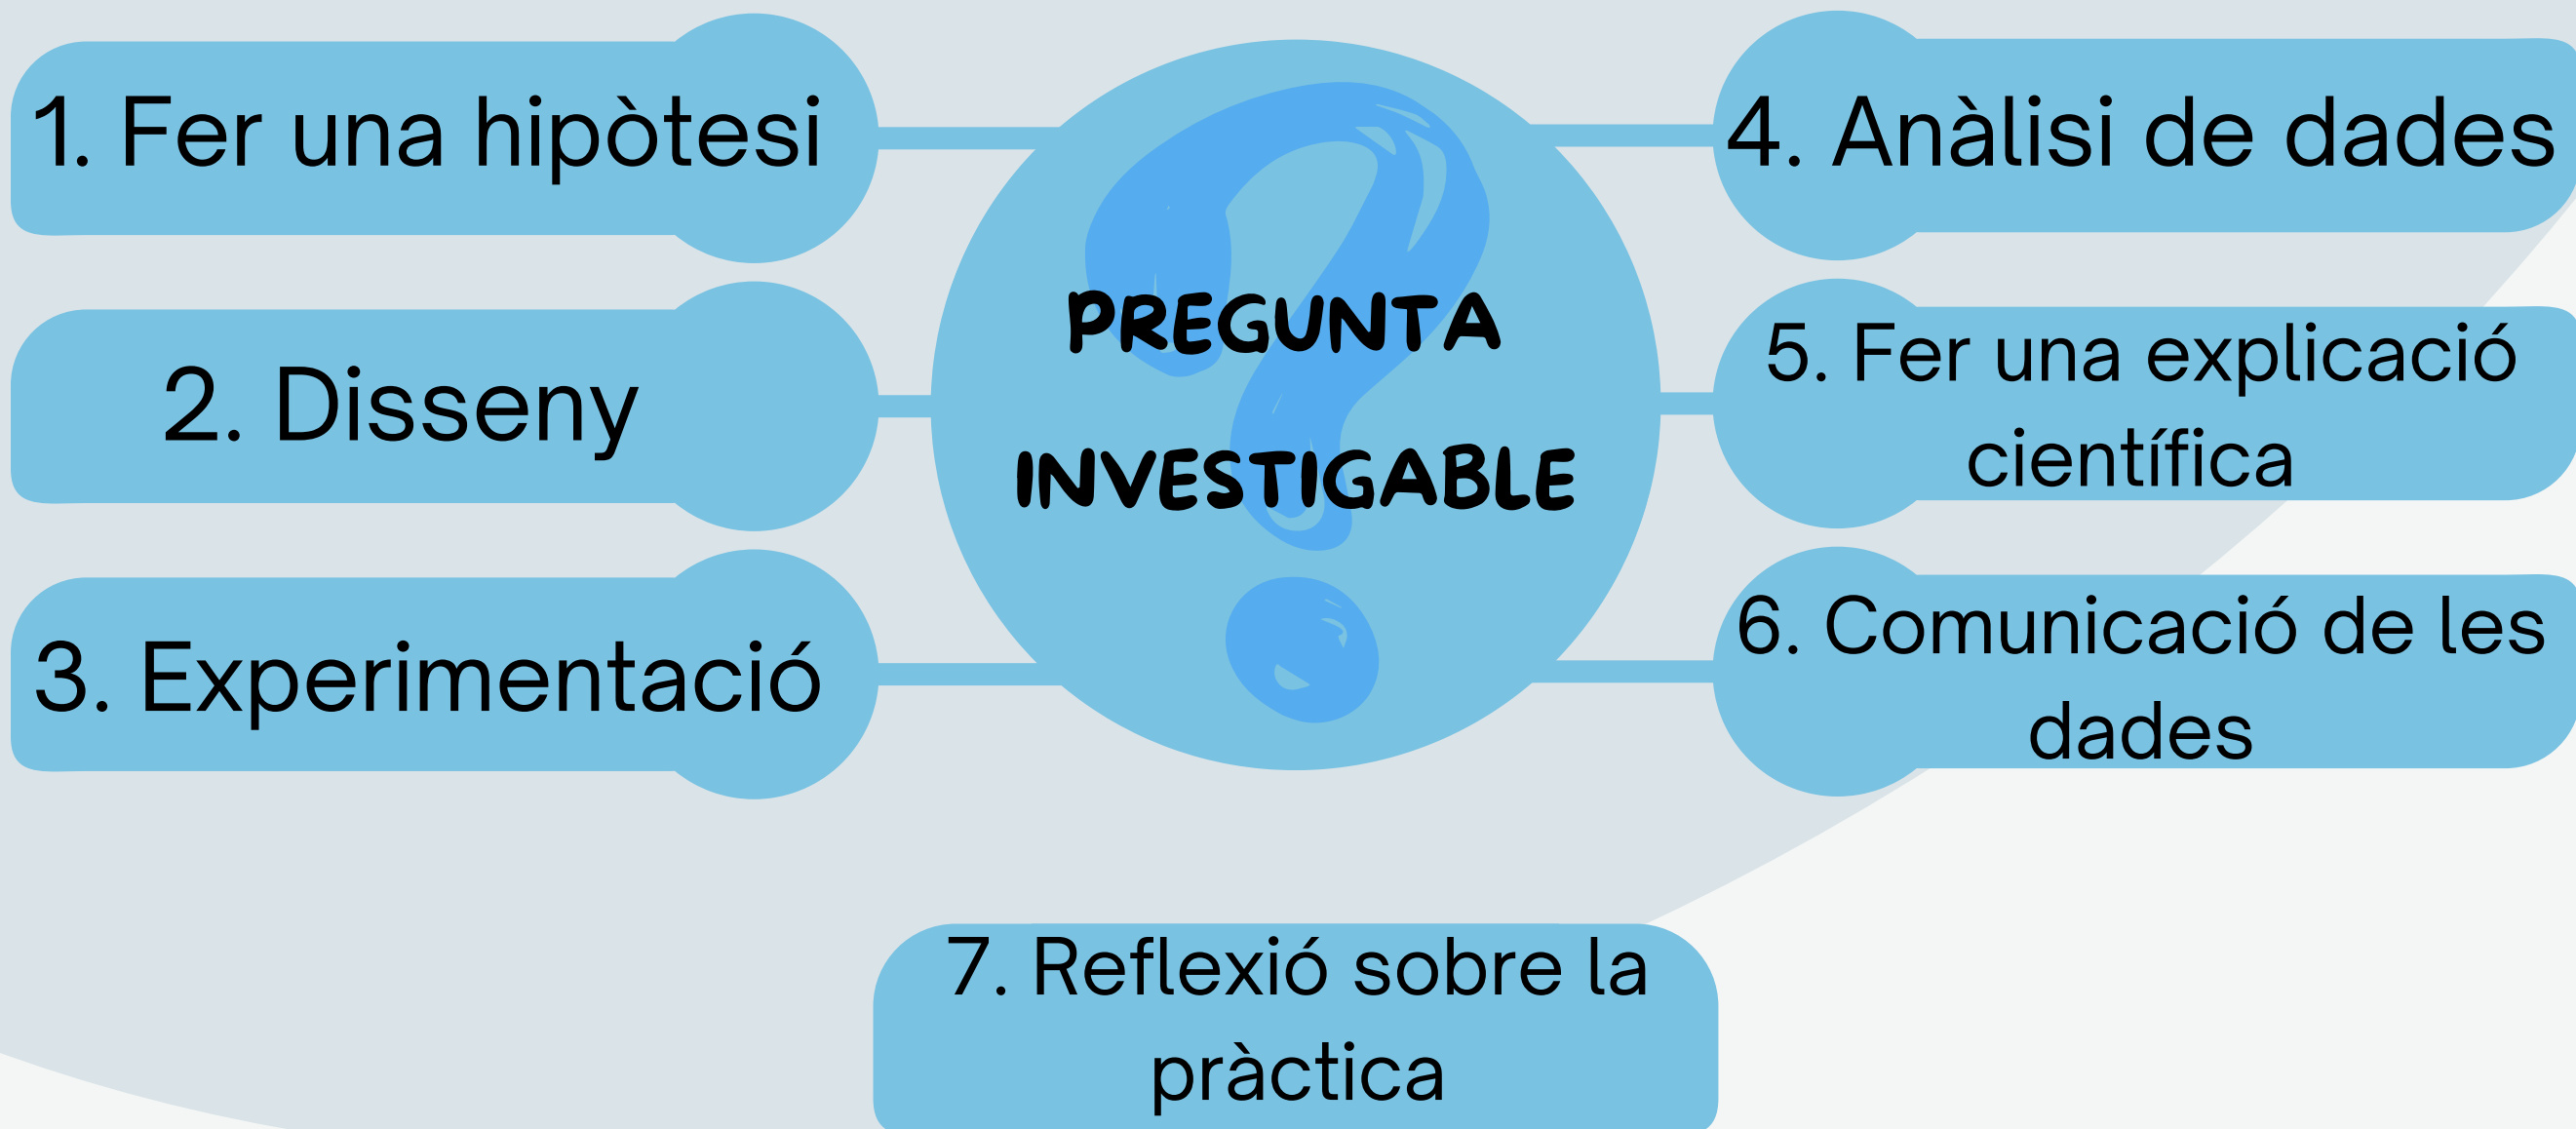 1. Fer una hipòtesi
2. Disseny
3. Experimentació
PREGUNTA
INVESTIGABLE
4. Anàlisi de dades
5. Fer una explicació
científica
6. Comunicació de les
dades
7. Reflexió sobre la
pràctica